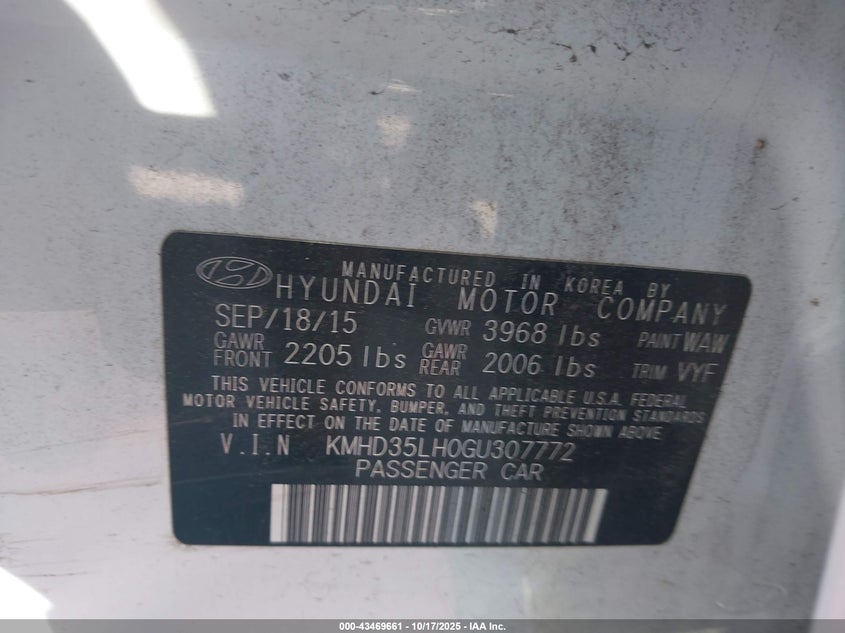 MANUFACTURED IN KOREA BY
HYUNDAI MOTOR COMPANY
SEP/18/15 GVWR 3968 lbs PAINT WAW
GAWR FRONT 2205 lbs GAWR REAR 2006 lbs TRIM VYF
THIS VEHICLE CONFORMS TO ALL APPLICABLE U.S.A. FEDERAL
MOTOR VEHICLE SAFETY, BUMPER, AND THEFT PREVENTION STANDARDS
IN EFFECT ON THE DATE OF MANUFACTURE SHOWN ABOVE
V.I.N KMHD35LH0GU307772
PASSENGER CAR
000-43469661 - 10/17/2025 - IAA Inc.